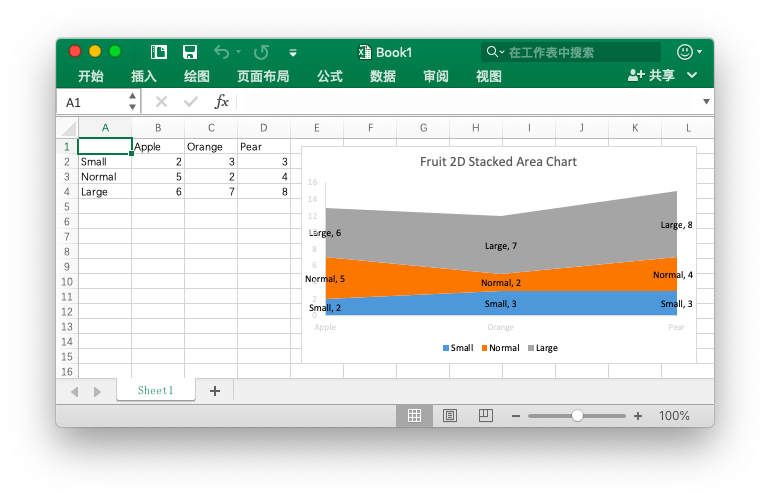 Book1
在工作表中搜索
开始 插入 绘图 页面布局 公式 数据 审阅 视图 共享
A1 fx
A B C D E F G H I J K L
1 Apple Orange Pear
2 Small 2 3 3
3 Normal 5 2 4
4 Large 6 7 8
5
6
7
8
9
10
11
12
13
14
15
16
Fruit 2D Stacked Area Chart
16
14
12
Large, 6
Large, 7
Large, 8
8
6
Normal, 5
Normal, 2
Normal, 4
2
Small, 2
Small, 3
Small, 3
0
Apple Orange Pear
Small Normal Large
Sheet1
100%